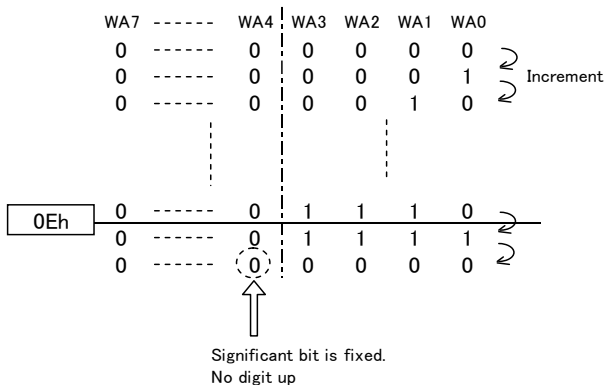 WA7 ------ WA4 WA3 WA2 WA1 WA0
0 ------ 0 0 0 0 0
0 ------ 0 0 0 0 1 Increment
0 ------ 0 0 0 1 0
0Eh 0 ------ 0 1 1 1 0
0 ------ 0 1 1 1 1
0 ------ 0 0 0 0 0
Significant bit is fixed.
No digit up